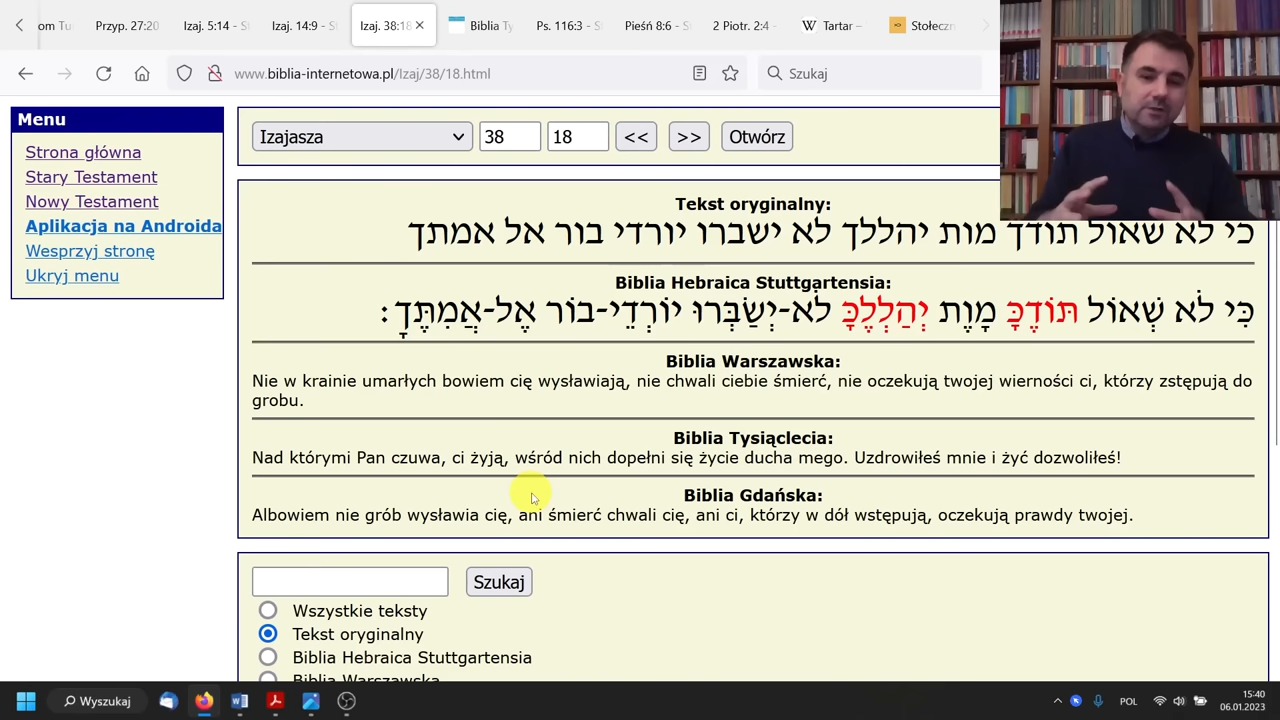 om Tu
Przyp. 27:20
Izaj. 5:14 - S
Izaj. 14:9 - S
Izaj. 38:18
Biblia Ty
Ps. 116:3 - S
Pieśń 8:6 - S
2 Piotr. 2:4 -
W Tartar –
Stołeczn
www.biblia-internetowa.pl/Izaj/38/18.html
Szukaj
Menu
Strona główna
Stary Testament
Nowy Testament
Aplikacja na Androida
Wesprzyj stronę
Ukryj menu
Izajasza
38
18
<<
>>
Otwórz
Tekst oryginalny:
כי לא שאול תודך מות יהללך לא ישברו יורדי בור אל אמתך
Biblia Hebraica Stuttgartensia:
כִּי לֹא שְׁאוֹל תּוֹדֶכָּ מָוֶת יְהַלְלֶכָּ לֹא-יְשַׂבְּרוּ יוֹרְדֵי-בוֹר אֶל-אֲמִתֶּךָ׃
Biblia Warszawska:
Nie w krainie umarłych bowiem cię wysławiają, nie chwali ciebie śmierć, nie oczekują twojej wierności ci, którzy zstępują do
grobu.
Biblia Tysiąclecia:
Nad którymi Pan czuwa, ci żyją, wśród nich dopełni się życie ducha mego. Uzdrowiłeś mnie i żyć dozwoliłeś!
Biblia Gdańska:
Albowiem nie grób wysławia cię, ani śmierć chwali cię, ani ci, którzy w dół wstępują, oczekują prawdy twojej.
Szukaj
Wszystkie teksty
Tekst oryginalny
Biblia Hebraica Stuttgartensia
Biblia Warszawska
Wyszukaj
POL
15:40
06.01.2023